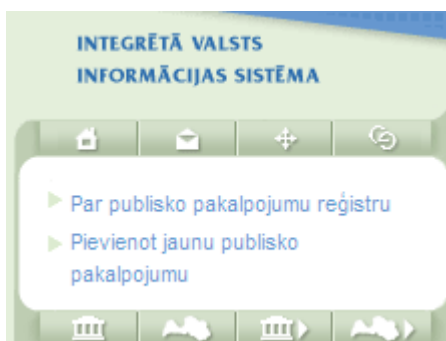 INTEGRĒTĀ VALSTS
INFORMĀCIJAS SISTĒMA
Par publisko pakalpojumu reģistru
Pievienot jaunu publisko
pakalpojumu